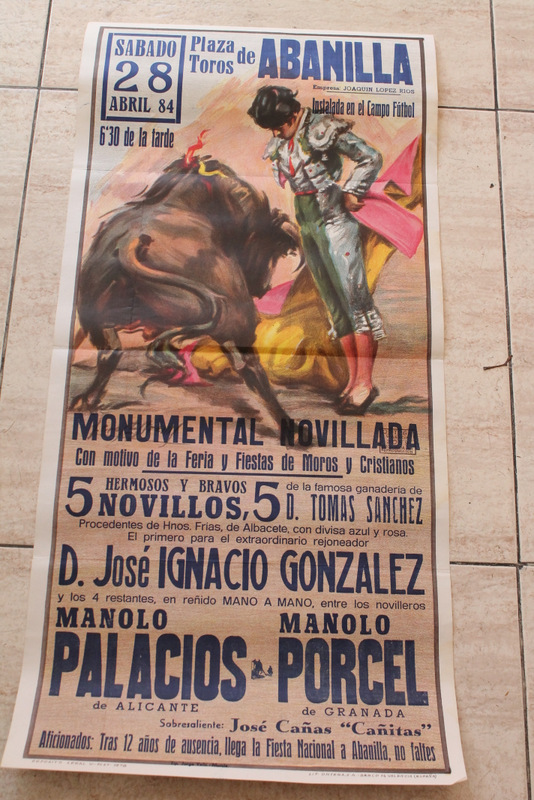 SABADO
28
ABRIL 84
Plaza de Toros
ABANILLA
Empresa: JOAQUIN LOPEZ RIOS
Instalada en el Campo Fútbol
6'30 de la tarde
MONUMENTAL NOVILLADA
Con motivo de la Feria y Fiestas de Moros y Cristianos
5 HERMOSOS Y BRAVOS NOVILLOS, 5 de la famosa ganadería de D. TOMAS SANCHEZ
Procedentes de Hnos. Frias, de Albacete, con divisa azul y rosa.
El primero para el extraordinario rejoneador
D. José IGNACIO GONZALEZ
y los 4 restantes, en reñido MANO A MANO, entre los novilleros
MANOLO PALACIOS
de ALICANTE
MANOLO PORCEL
de GRANADA
Sobresaliente: José Cañas "Cañitas"
Aficionados: Tras 12 años de ausencia, llega la Fiesta Nacional a Abanilla, no faltes